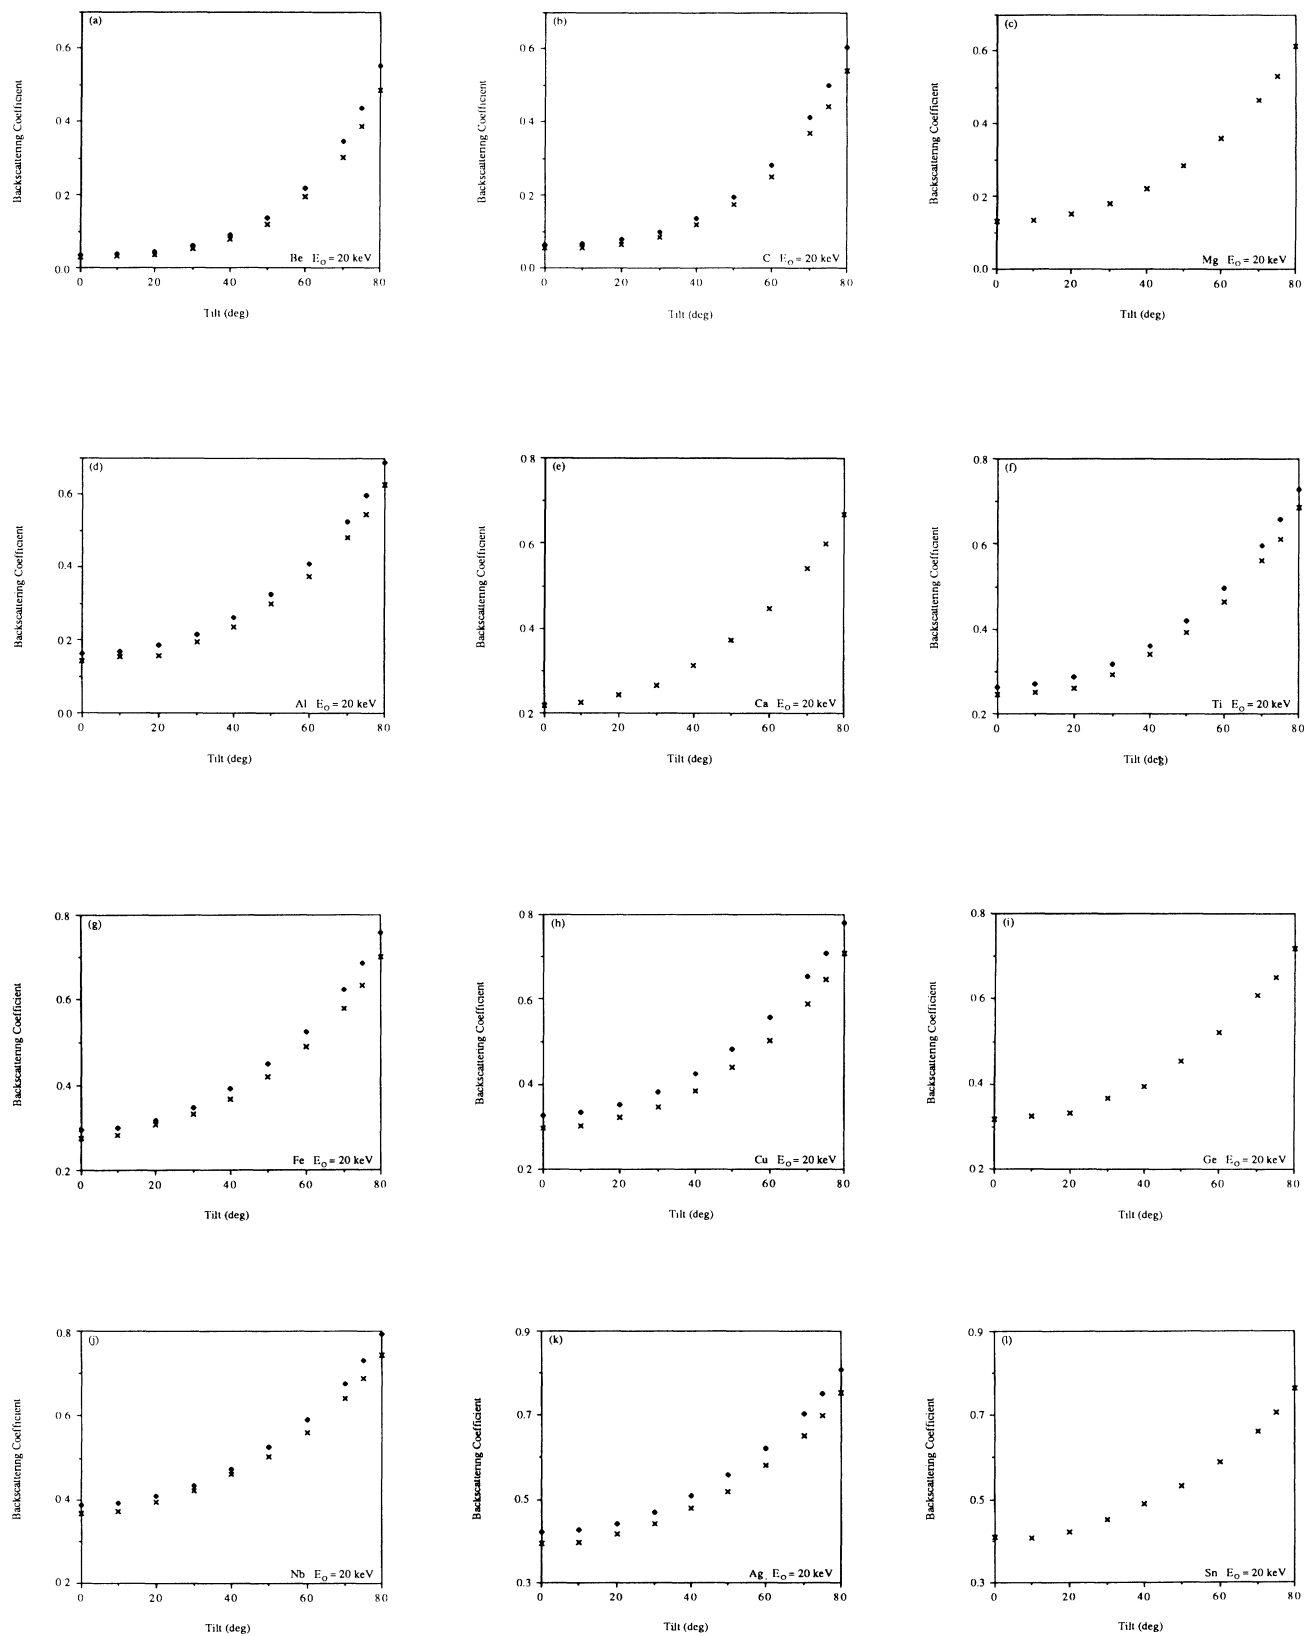 (a)
Backscattering Coefficient
0.6
0.4
0.2
0.0
0 20 40 60 80
Be E_O = 20 keV
Tilt (deg)
(b)
Backscattering Coefficient
0.6
0.4
0.2
0.0
0 20 40 60 80
C E_O = 20 keV
Tilt (deg)
(c)
Backscattering Coefficient
0.6
0.4
0.2
0.0
0 20 40 60 80
Mg E_O = 20 keV
Tilt (deg)
(d)
Backscattering Coefficient
0.6
0.4
0.2
0.0
0 20 40 60 80
Al E_O = 20 keV
Tilt (deg)
(e)
Backscattering Coefficient
0.8
0.6
0.4
0.2
0 20 40 60 80
Ca E_O = 20 keV
Tilt (deg)
(f)
Backscattering Coefficient
0.8
0.6
0.4
0.2
0 20 40 60 80
Ti E_O = 20 keV
Tilt (deg)
(g)
Backscattering Coefficient
0.8
0.6
0.4
0.2
0 20 40 60 80
Fe E_O = 20 keV
Tilt (deg)
(h)
Backscattering Coefficient
0.8
0.6
0.4
0.2
0 20 40 60 80
Cu E_O = 20 keV
Tilt (deg)
(i)
Backscattering Coefficient
0.8
0.6
0.4
0.2
0 20 40 60 80
Ge E_O = 20 keV
Tilt (deg)
(j)
Backscattering Coefficient
0.8
0.6
0.4
0.2
0 20 40 60 80
Nb E_O = 20 keV
Tilt (deg)
(k)
Backscattering Coefficient
0.9
0.7
0.5
0.3
0 20 40 60 80
Ag E_O = 20 keV
Tilt (deg)
(l)
Backscattering Coefficient
0.9
0.7
0.5
0.3
0 20 40 60 80
Sn E_O = 20 keV
Tilt (deg)